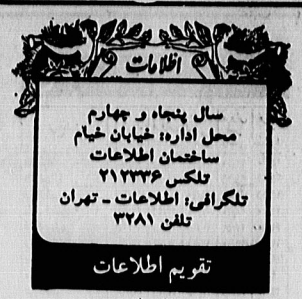 اطلاعات
سال پنجاه و چهارم
محل اداره: خیابان خیام
ساختمان اطلاعات
تلکس ۲۱۲۳۳۶
تلگرافی: اطلاعات - تهران
تلفن ۳۲۸۱
تقویم اطلاعات